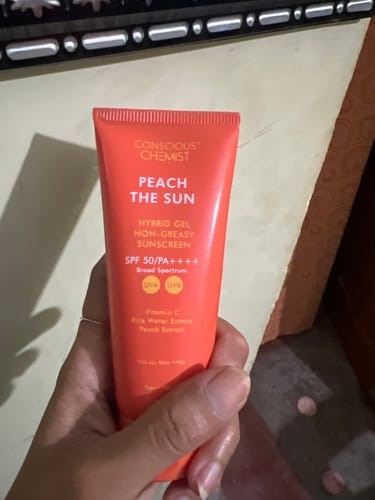 CONSCIOUS
CHEMIST
PEACH
THE SUN
HYBRID GEL
NON-GREASY
SUNSCREEN
SPF 50/PA++++
Broad Spectrum
UVA UVB
Vitamin C
Rice Water Extract
Peach Extract
FOR ALL SKIN TYPES